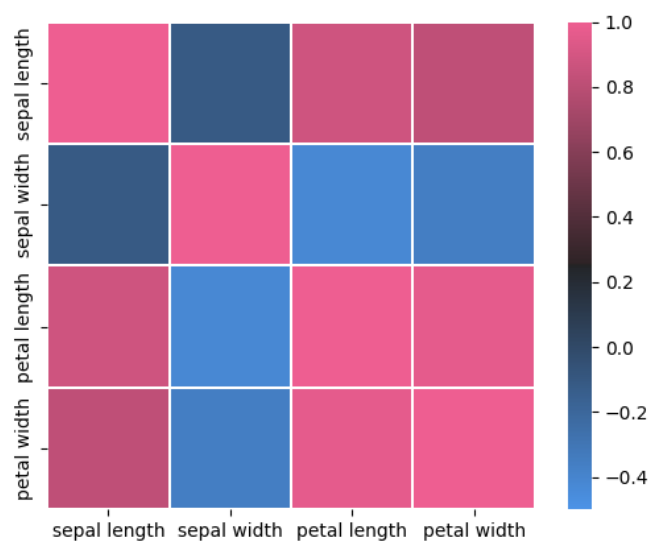 sepal length
sepal width
petal length
petal width
sepal length sepal width petal length petal width
1.0
0.8
0.6
0.4
0.2
0.0
−0.2
−0.4